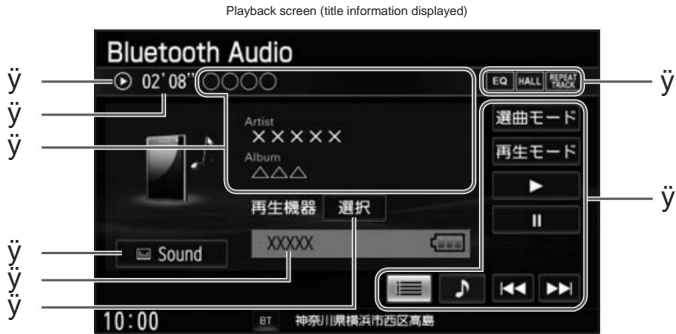 Playback screen (title information displayed)
Bluetooth Audio
ÿ
02'08"
○○○○
EQ
HALL
REPEAT
TRACK
ÿ
ÿ
ÿ
Artist
×××××
Album
△△△
選曲モード
再生モード
ÿ
再生機器
選択
ÿ
Sound
XXXXX
ÿ
ÿ
10:00
BT
神奈川県横浜市西区高島